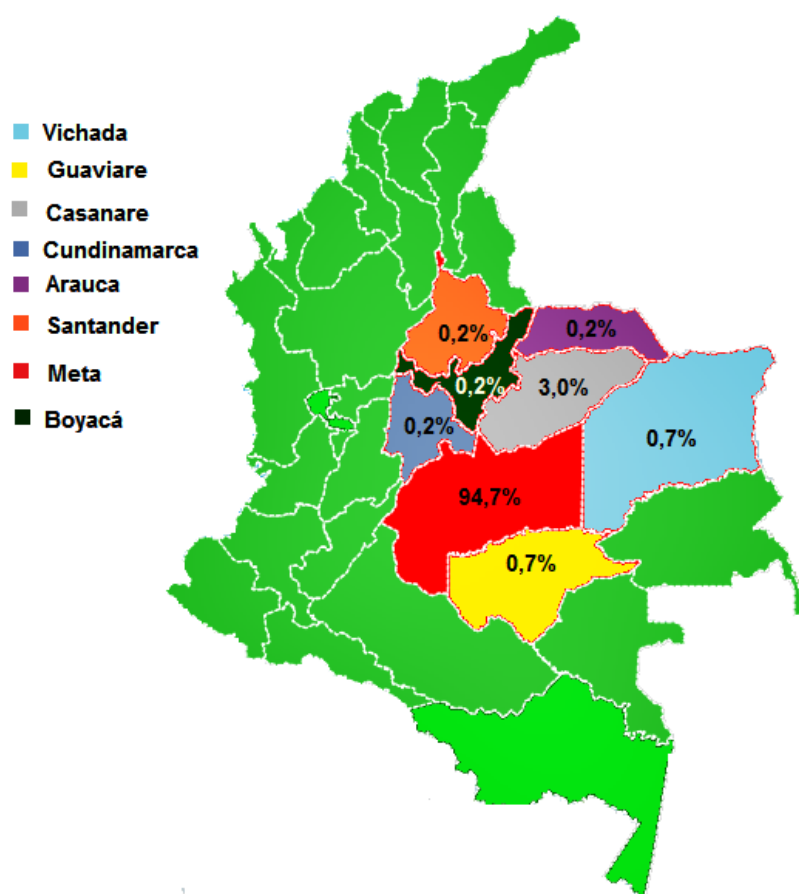 Vichada
Guaviare
Casanare
Cundinamarca
Arauca
Santander
Meta
Boyacá
0,2%
0,2%
0,2%
3,0%
0,2%
0,7%
94,7%
0,7%